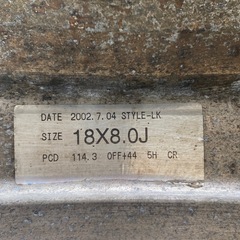 DATE 2002.7.04 STYLE-LK
SIZE 18X8.0J
PCD 114.3 OFF+44 5H CR